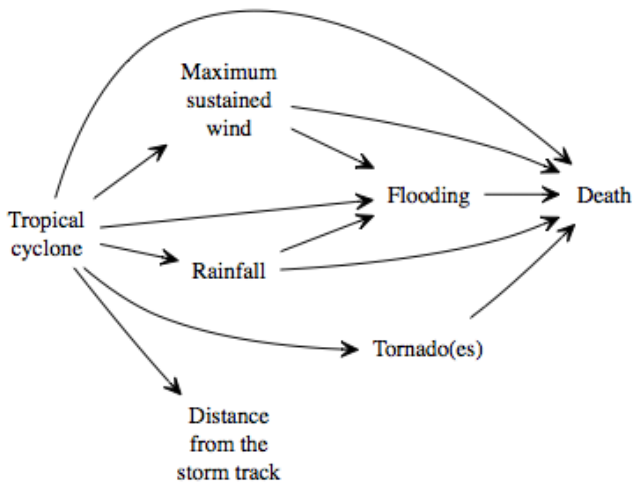 Maximum
sustained
wind
Flooding
Death
Tropical
cyclone
Rainfall
Tornado(es)
Distance
from the
storm track